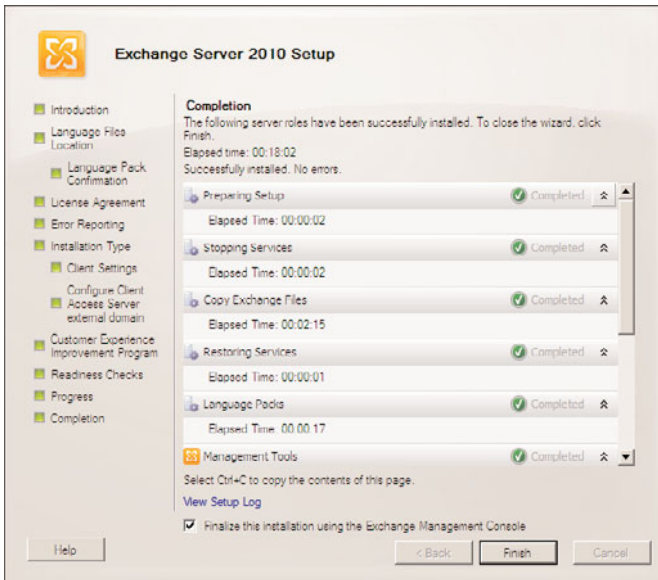 Exchange Server 2010 Setup
Introduction
Language Files
Location
Language Pack
Confirmation
License Agreement
Error Reporting
Installation Type
Client Settings
Configure Client
Access Server
external domain
Customer Experience
Improvement Program
Readiness Checks
Progress
Completion
Completion
The following server roles have been successfully installed. To close the wizard, click
Finish.
Elapsed time: 00:18:02
Successfully installed. No errors.
Preparing Setup Completed
Elapsed Time: 00:00:02
Stopping Services Completed
Elapsed Time: 00:00:02
Copy Exchange Files Completed
Elapsed Time: 00:02:15
Restoring Services Completed
Elapsed Time: 00:00:01
Language Packs Completed
Elapsed Time: 00:00:17
Management Tools Completed
Select Ctrl+C to copy the contents of this page.
View Setup Log
Finalize this installation using the Exchange Management Console
Help
< Back Finish Cancel